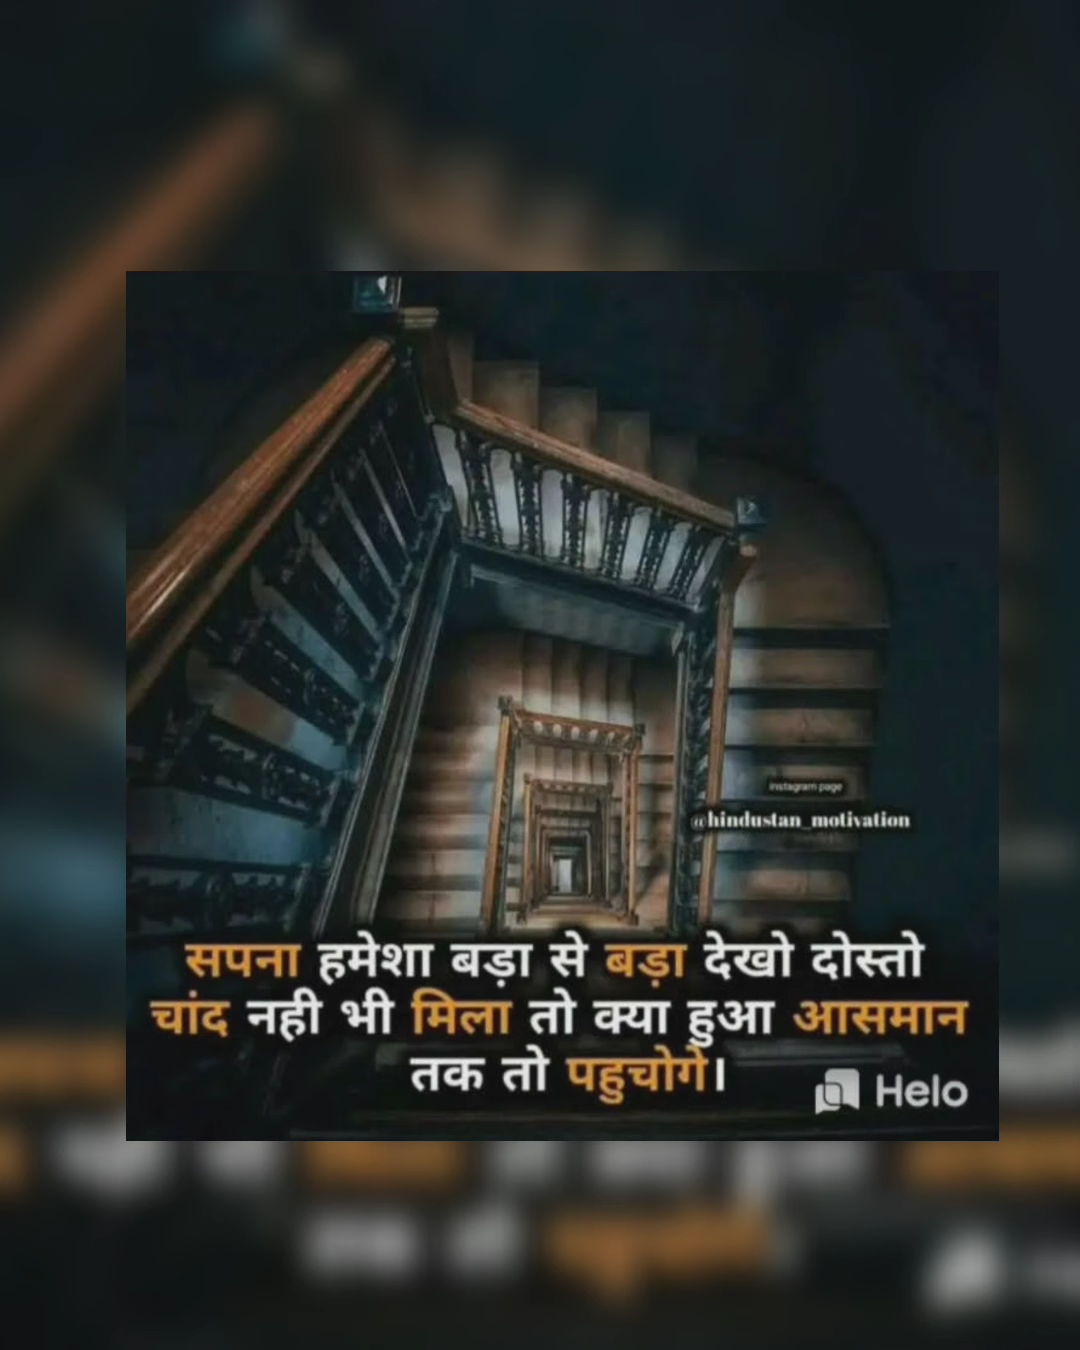 instagram page
@hindustan_motivation
सपना हमेशा बड़ा से बड़ा देखो दोस्तो
चांद नही भी मिला तो क्या हुआ आसमान
तक तो पहुचोगे।
Helo